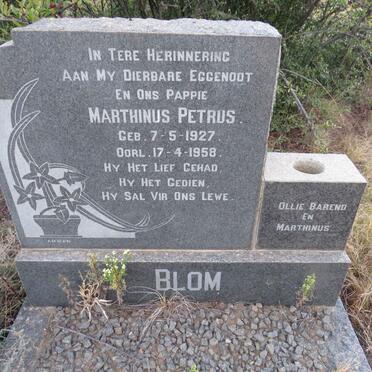 In Tere Herinnering
Aan My Dierbare Eggenoot
En Ons Pappie
Marthinus Petrus.
Geb. 7-5-1927.
Oorl. 17-4-1958.
Hy Het Lief Gehad.
Hy Het Gedien.
Hy Sal Vir Ons Lewe.
Ollie Barend
en
Marthinus
Blom